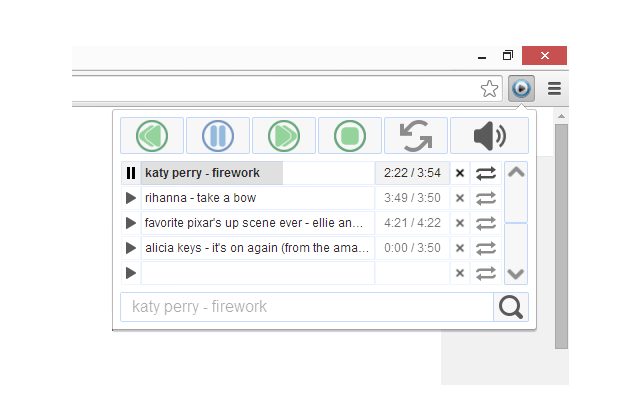 katy perry - firework 2:22 / 3:54
rihanna - take a bow 3:49 / 3:50
favorite pixar's up scene ever - ellie an... 4:21 / 4:22
alicia keys - it's on again (from the ama... 0:00 / 3:50
katy perry - firework